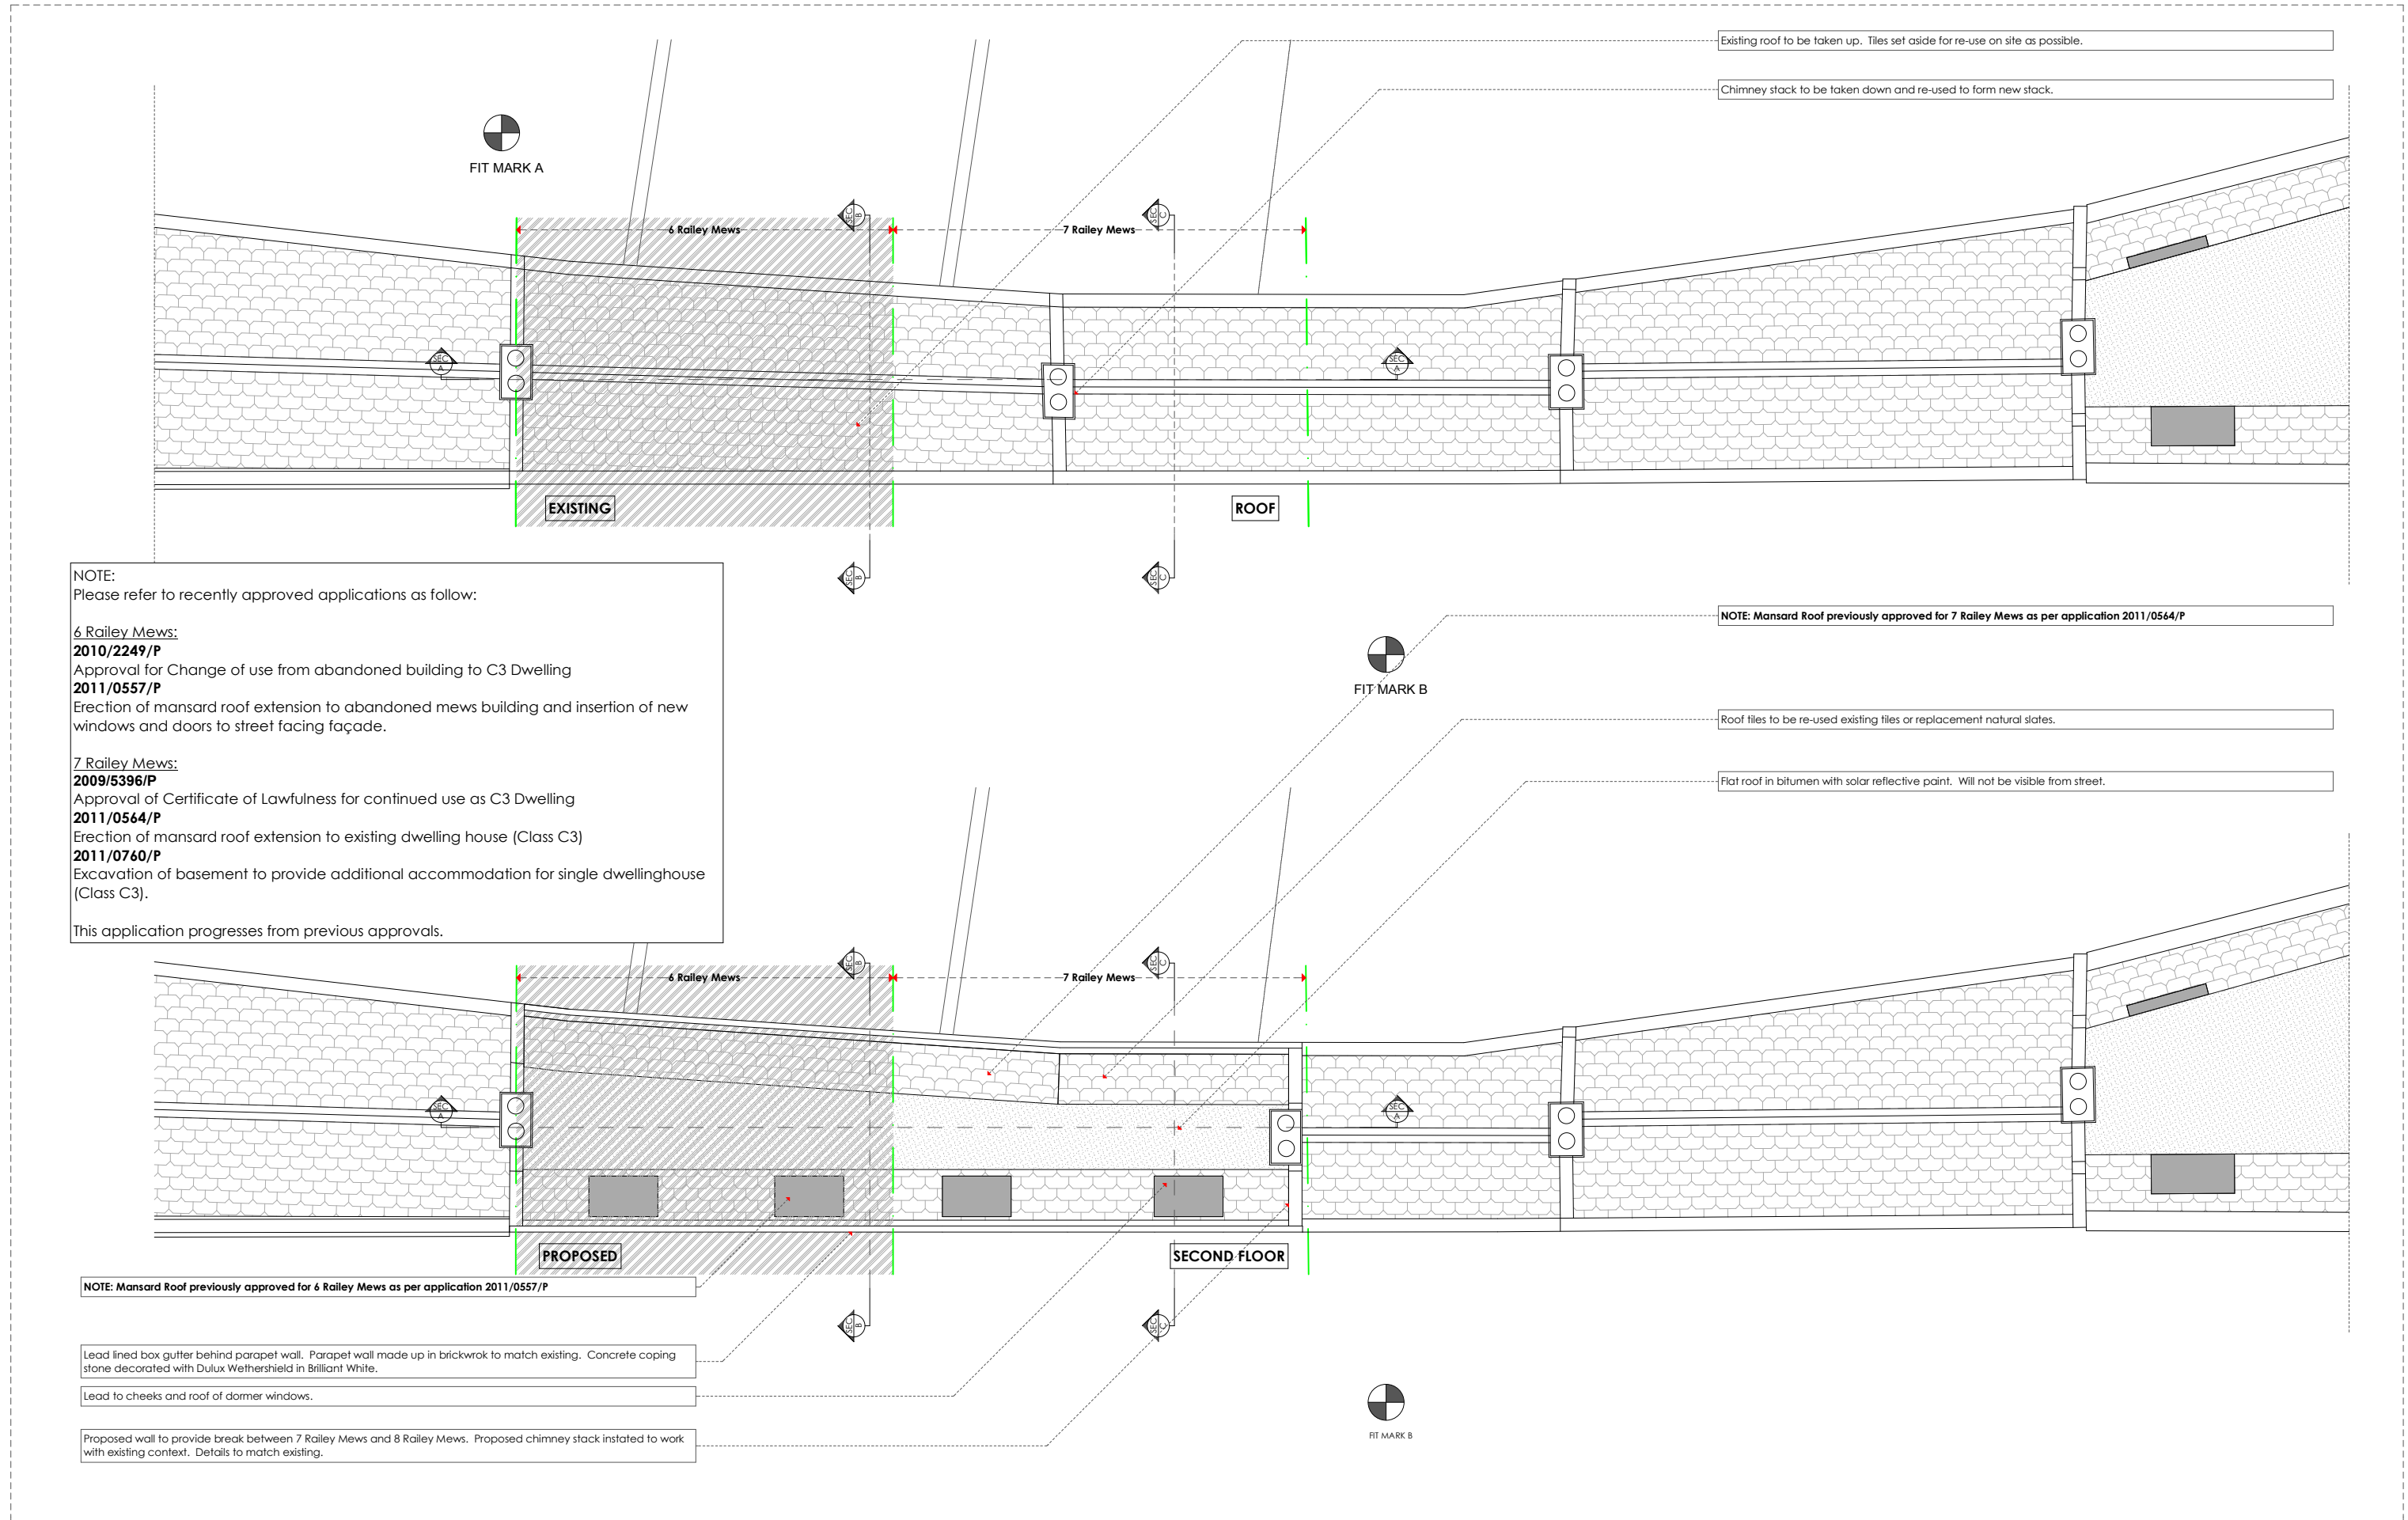 Existing roof to be taken up. Tiles set aside for re-use on site as possible.
Chimney stack to be taken down and re-used to form new stack.
FIT MARK A
SEC B
SEC C
6 Railey Mews
7 Railey Mews
SEC A
SEC A
EXISTING
ROOF
SEC B
SEC C
NOTE:
Please refer to recently approved applications as follow:
6 Railey Mews:
2010/2249/P
Approval for Change of use from abandoned building to C3 Dwelling
2011/0557/P
Erection of mansard roof extension to abandoned mews building and insertion of new
windows and doors to street facing façade.
7 Railey Mews:
2009/5396/P
Approval of Certificate of Lawfulness for continued use as C3 Dwelling
2011/0564/P
Erection of mansard roof extension to existing dwelling house (Class C3)
2011/0760/P
Excavation of basement to provide additional accommodation for single dwellinghouse
(Class C3).
This application progresses from previous approvals.
NOTE: Mansard Roof previously approved for 7 Railey Mews as per application 2011/0564/P
FIT MARK B
Roof tiles to be re-used existing tiles or replacement natural slates.
Flat roof in bitumen with solar reflective paint. Will not be visible from street.
SEC B
SEC C
6 Railey Mews
7 Railey Mews
SEC A
SEC A
PROPOSED
SECOND FLOOR
NOTE: Mansard Roof previously approved for 6 Railey Mews as per application 2011/0557/P
SEC B
SEC C
Lead lined box gutter behind parapet wall. Parapet wall made up in brickwrok to match existing. Concrete coping
stone decorated with Dulux Wethershield in Brilliant White.
Lead to cheeks and roof of dormer windows.
Proposed wall to provide break between 7 Railey Mews and 8 Railey Mews. Proposed chimney stack instated to work
with existing context. Details to match existing.
FIT MARK B